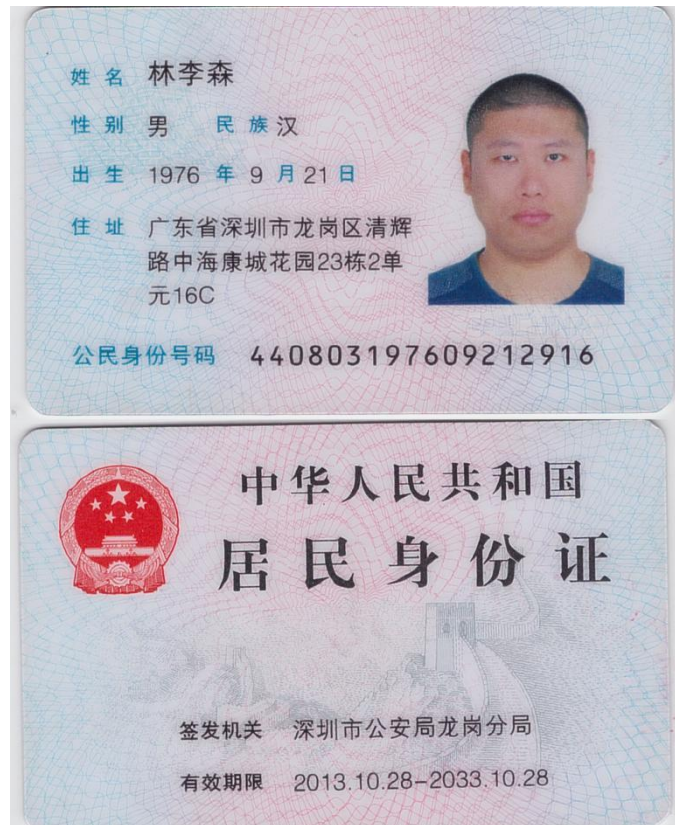 姓名 林李森
性别 男 民族 汉
出生 1976 年 9 月 21 日
住址 广东省深圳市龙岗区清辉
路中海康城花园23栋2单
元16C
公民身份号码 440803197609212916
中华人民共和国
居民身份证
签发机关 深圳市公安局龙岗分局
有效期限 2013.10.28-2033.10.28